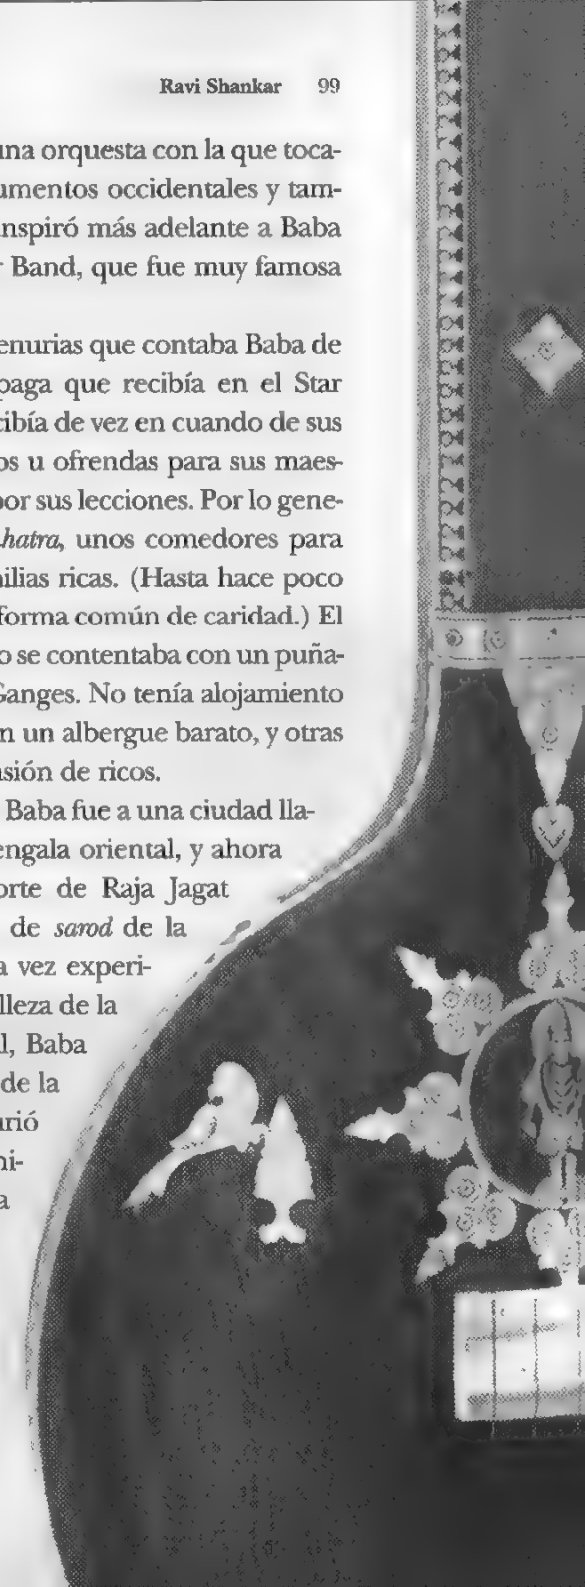 Ravi Shankar 99
una orquesta con la que toca-
umentos occidentales y tam-
nspiró más adelante a Baba
r Band, que fue muy famosa
enurias que contaba Baba de
paga que recibía en el Star
cibía de vez en cuando de sus
os u ofrendas para sus maes-
por sus lecciones. Por lo gene-
hatra, unos comedores para
ilias ricas. (Hasta hace poco
forma común de caridad.) El
o se contentaba con un puña-
Ganges. No tenía alojamiento
n un albergue barato, y otras
nsión de ricos.
Baba fue a una ciudad lla-
engala oriental, y ahora
orte de Raja Jagat
de sarod de la
a vez experi-
lleza de la
l, Baba
de la
urió
ni-
a